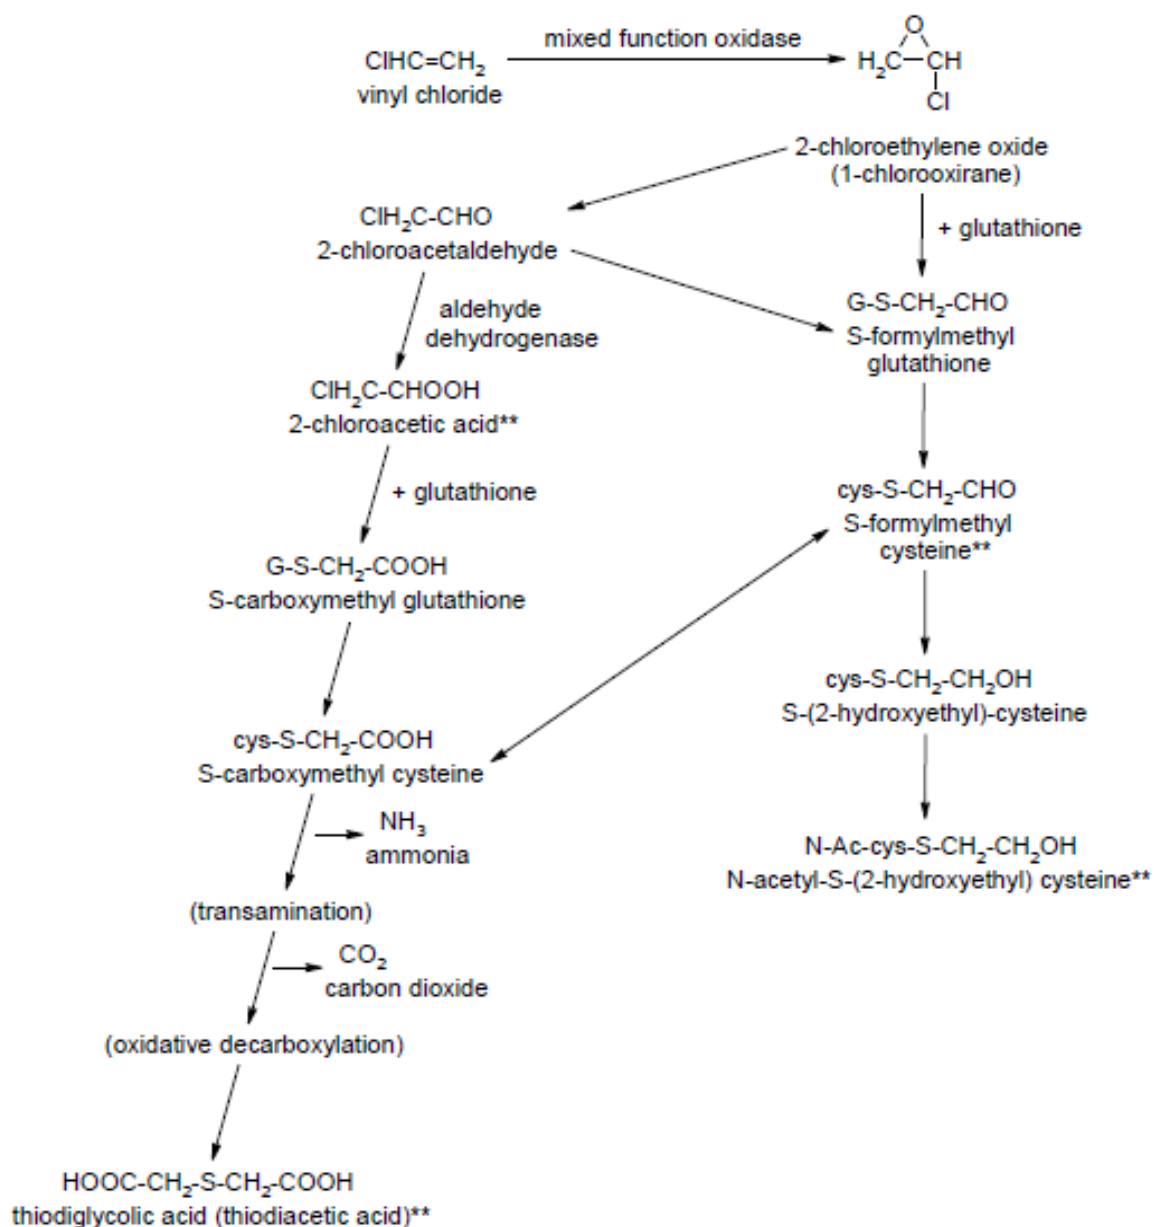 mixed function oxidase
ClHC=CH₂
vinyl chloride
O
H₂C–CH
Cl
2-chloroethylene oxide
(1-chlorooxirane)
ClH₂C-CHO
2-chloroacetaldehyde
+ glutathione
G-S-CH₂-CHO
S-formylmethyl
glutathione
aldehyde
dehydrogenase
ClH₂C-CHOOH
2-chloroacetic acid**
+ glutathione
cys-S-CH₂-CHO
S-formylmethyl
cysteine**
G-S-CH₂-COOH
S-carboxymethyl glutathione
cys-S-CH₂-CH₂OH
S-(2-hydroxyethyl)-cysteine
cys-S-CH₂-COOH
S-carboxymethyl cysteine
NH₃
ammonia
N-Ac-cys-S-CH₂-CH₂OH
N-acetyl-S-(2-hydroxyethyl) cysteine**
(transamination)
CO₂
carbon dioxide
(oxidative decarboxylation)
HOOC-CH₂-S-CH₂-COOH
thiodiglycolic acid (thiodiacetic acid)**